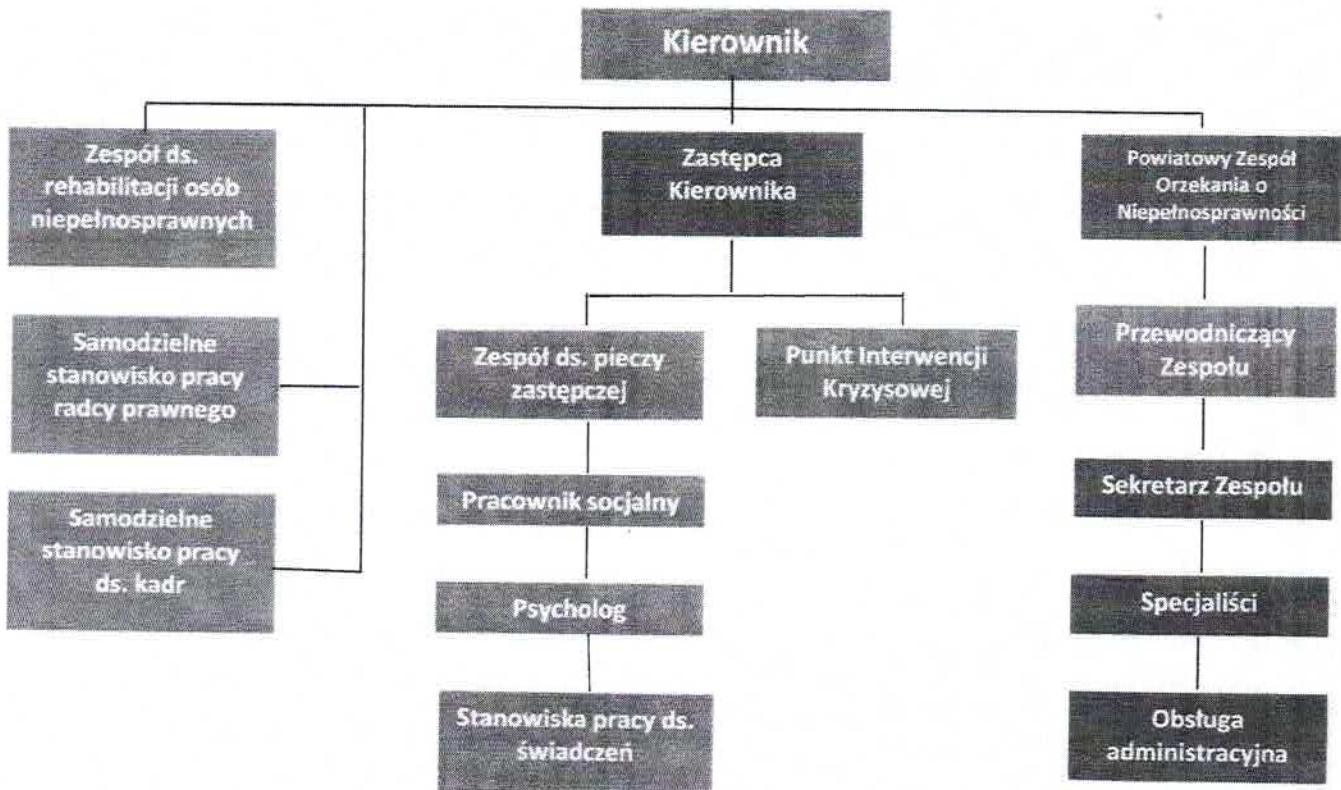 Kierownik
Zespół ds.
rehabilitacji osób
niepełnosprawnych
Zastępca
Kierownika
Powiatowy Zespół
Orzekania o
Niepełnosprawności
Samodzielne
stanowisko pracy
radcy prawnego
Zespół ds. pieczy
zastępczej
Punkt Interwencji
Kryzysowej
Przewodniczący
Zespołu
Samodzielne
stanowisko pracy
ds. kadr
Pracownik socjalny
Sekretarz Zespołu
Psycholog
Specjaliści
Stanowiska pracy ds.
świadczeń
Obsługa
administracyjna